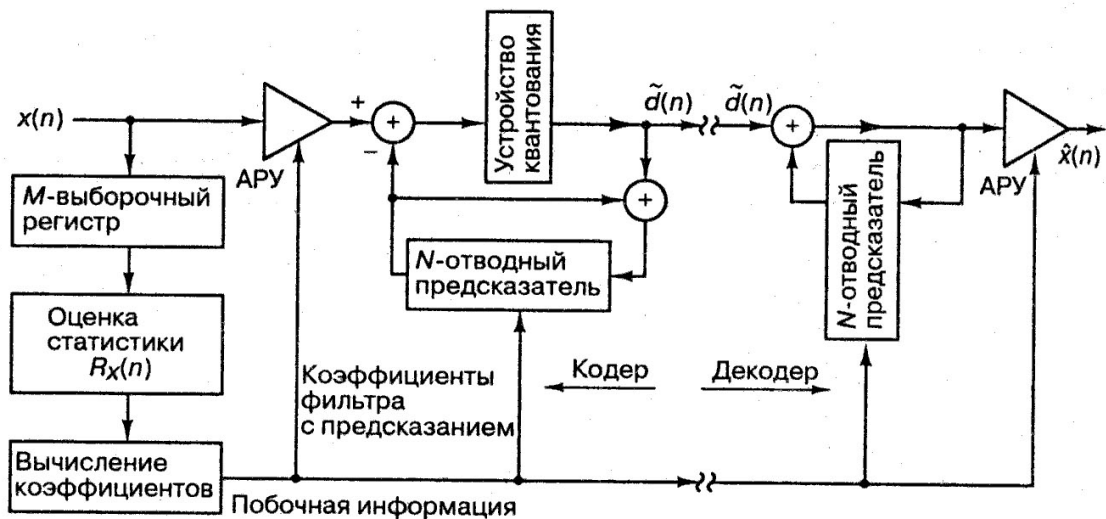 x(n)
АРУ
+
−
+
Устройство
квантования
d̃(n)
d̃(n)
+
АРУ
x̂(n)
M-выборочный
регистр
+
N-отводный
предсказатель
N-отводный
предсказатель
Оценка
статистики
Rx(n)
Коэффициенты
фильтра
с предсказанием
Кодер
Декодер
Вычисление
коэффициентов
Побочная информация